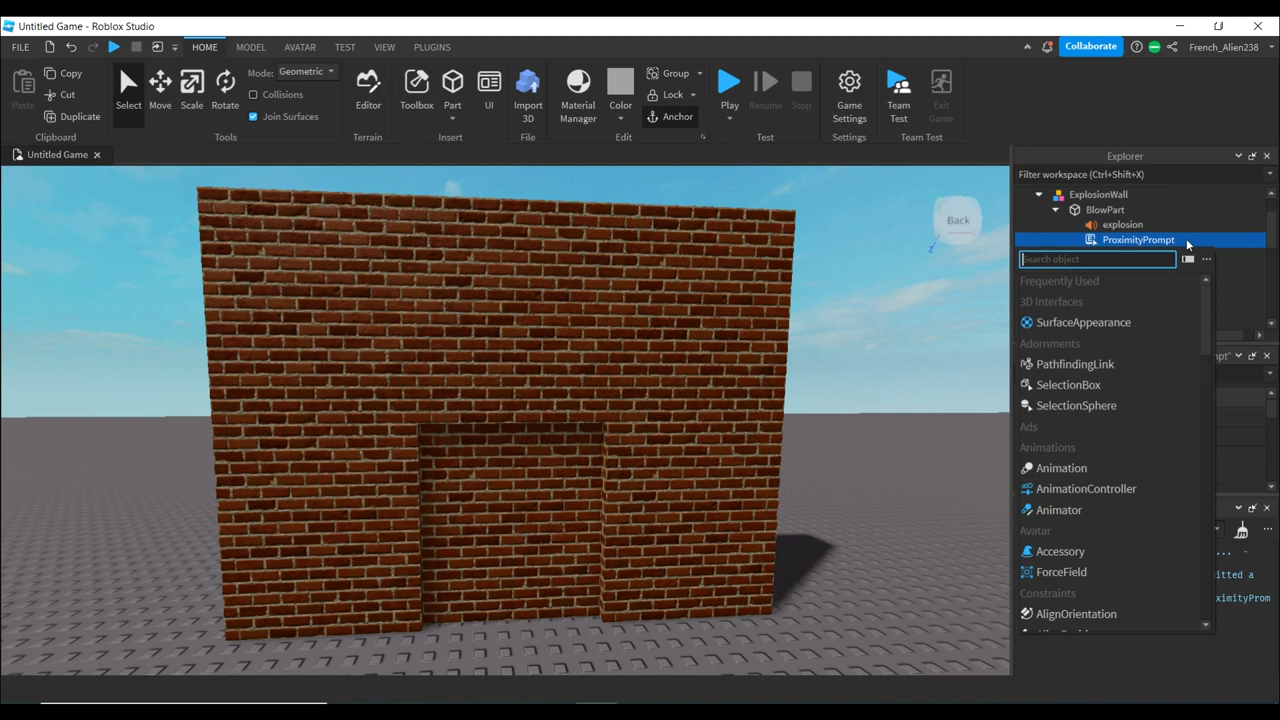 Untitled Game - Roblox Studio
FILE HOME MODEL AVATAR TEST VIEW PLUGINS Collaborate French_Alien238
Paste Copy Cut Duplicate Clipboard
Select Move Scale Rotate Mode: Geometric Collisions Join Surfaces Tools
Editor Terrain
Toolbox Part UI Insert
Import 3D File
Material Manager Color Group Lock Anchor Edit
Play Resume Stop Test
Game Settings Settings
Team Test Exit Game Team Test
Untitled Game
Back
Z
Explorer
Filter workspace (Ctrl+Shift+X)
ExplosionWall
BlowPart
explosion
ProximityPrompt
Search object
Frequently Used
3D Interfaces
SurfaceAppearance
Adornments
PathfindingLink
SelectionBox
SelectionSphere
Ads
Animations
Animation
AnimationController
Animator
Avatar
Accessory
ForceField
Constraints
AlignOrientation
pt"
... -
itted a
oximityProm